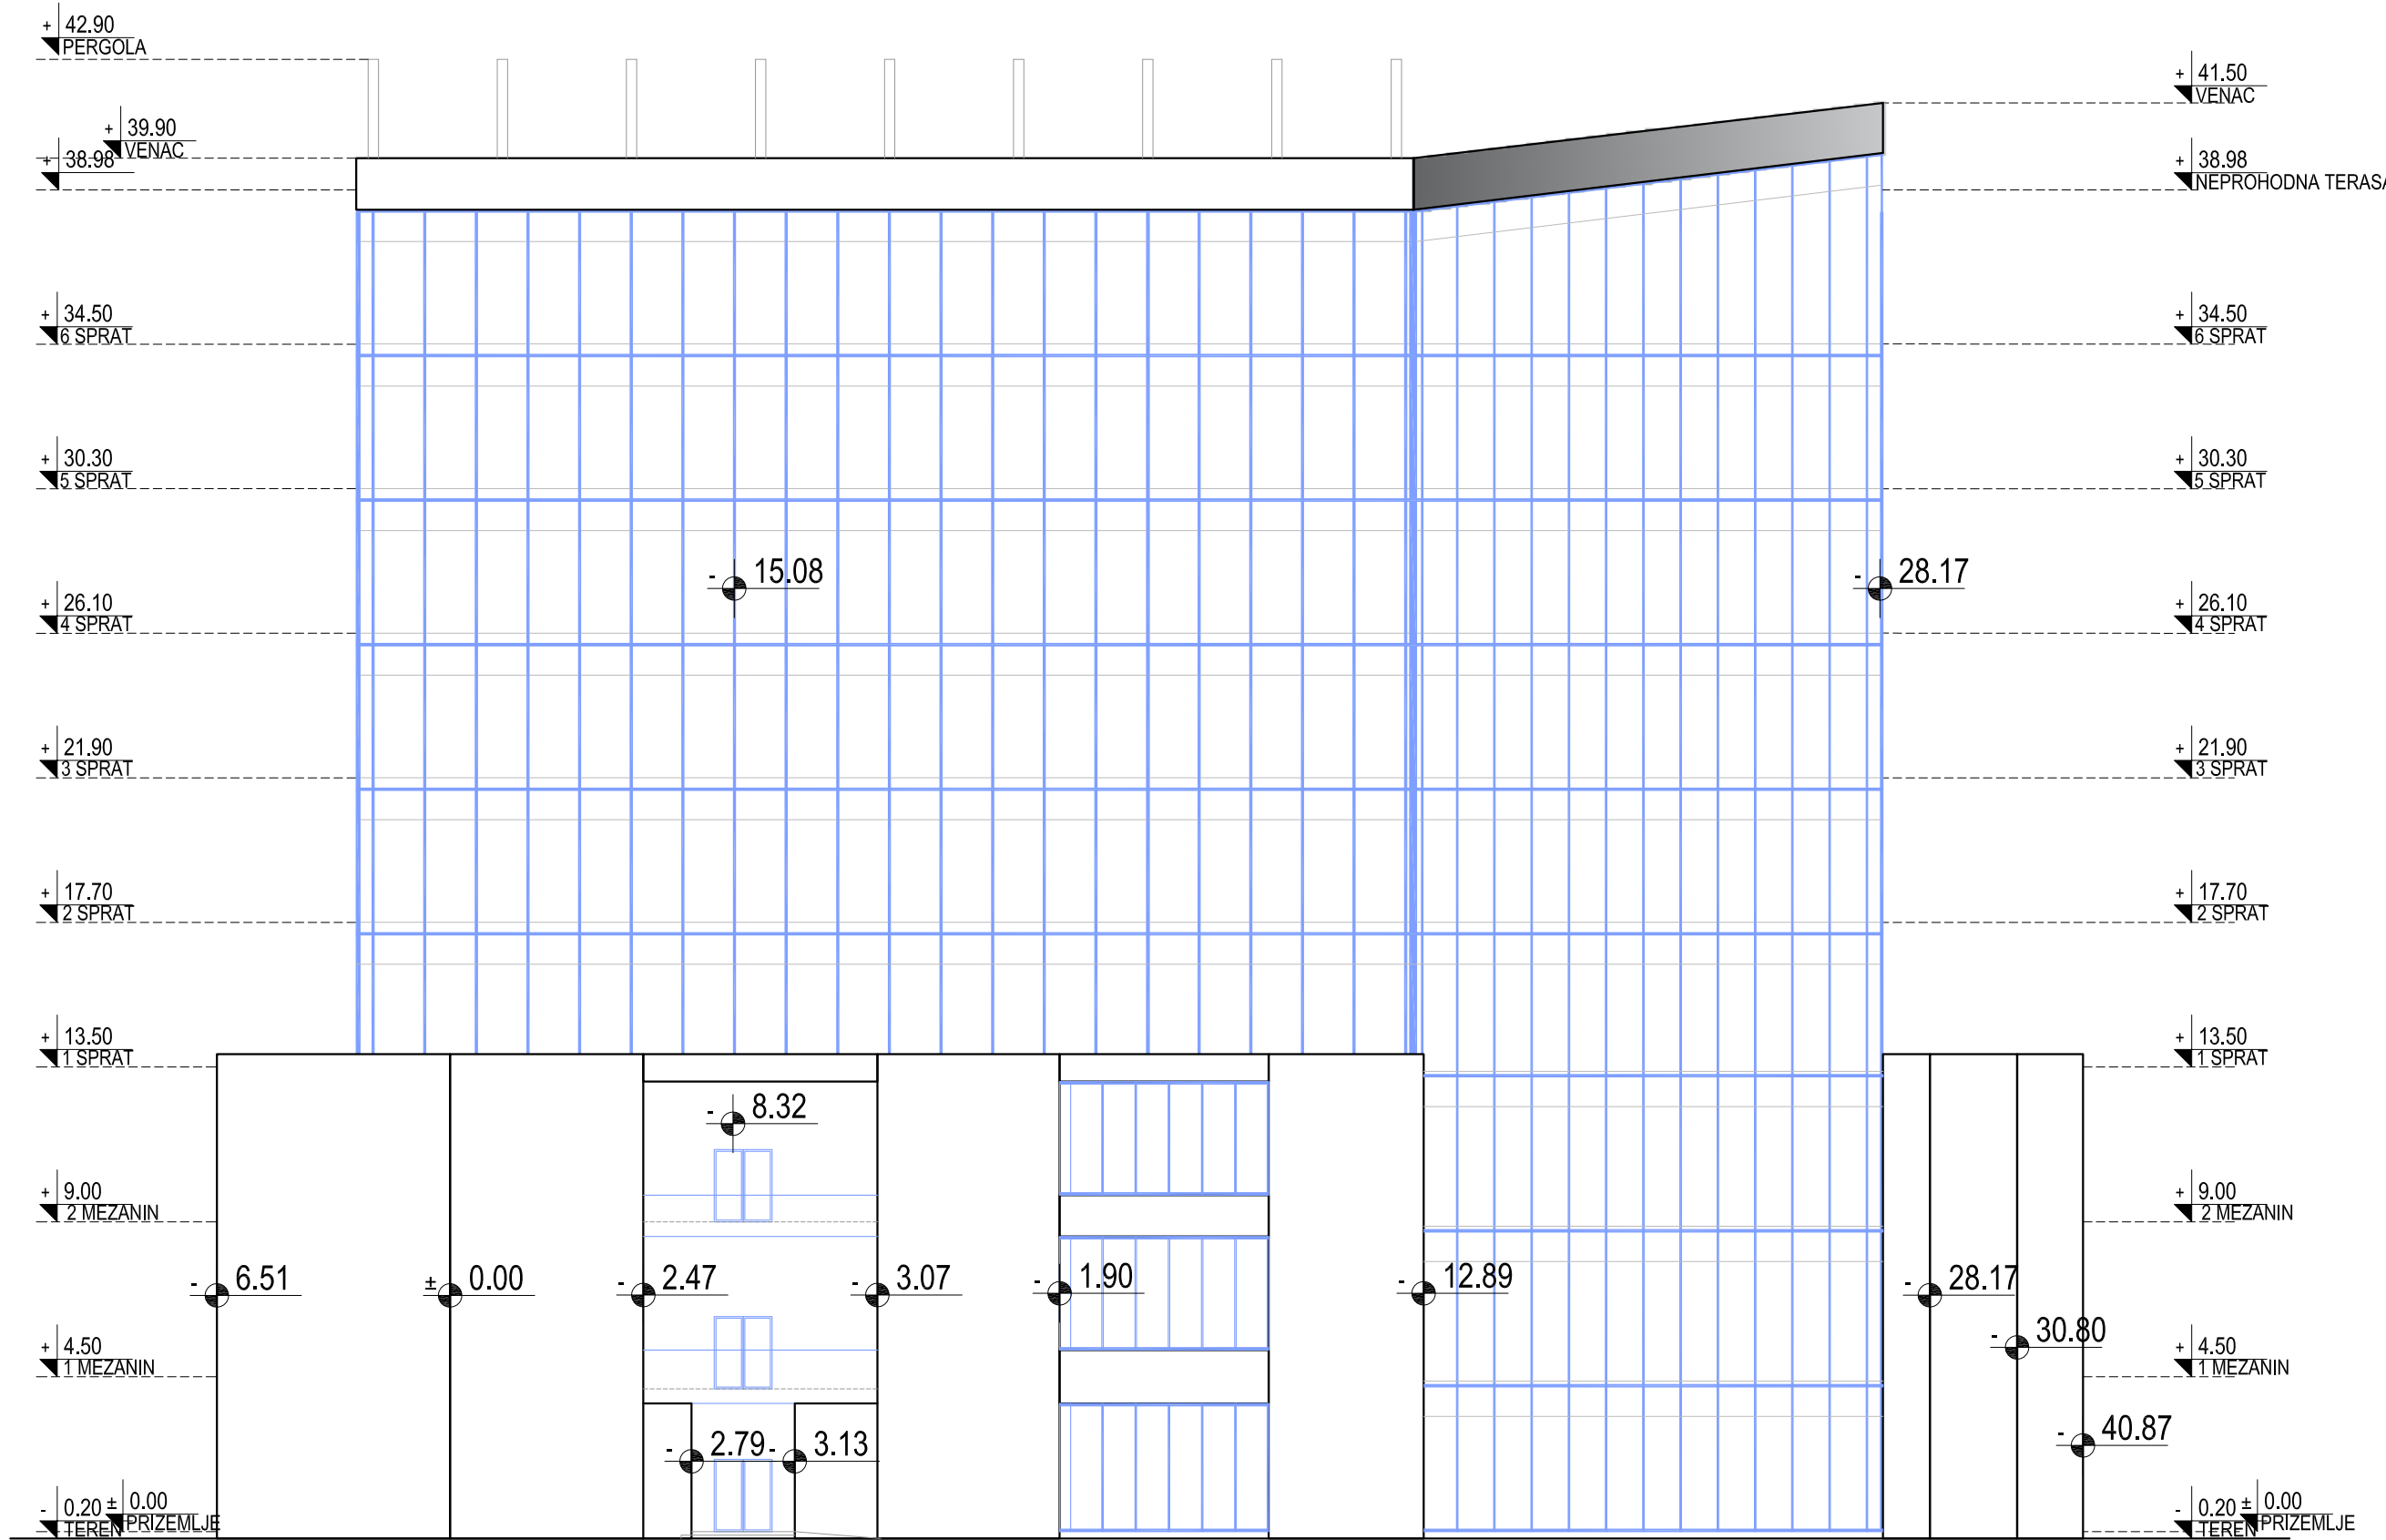 + 42.90
PERGOLA
+ 41.50
VENAC
+ 39.90
VENAC
+ 38.98
+ 38.98
NEPROHODNA TERASA
+ 34.50
6 SPRAT
+ 34.50
6 SPRAT
+ 30.30
5 SPRAT
+ 30.30
5 SPRAT
- 15.08
- 28.17
+ 26.10
4 SPRAT
+ 26.10
4 SPRAT
+ 21.90
3 SPRAT
+ 21.90
3 SPRAT
+ 17.70
2 SPRAT
+ 17.70
2 SPRAT
+ 13.50
1 SPRAT
+ 13.50
1 SPRAT
- 8.32
+ 9.00
2 MEZANIN
+ 9.00
2 MEZANIN
- 6.51
± 0.00
- 2.47
- 3.07
- 1.90
- 12.89
- 28.17
- 30.80
+ 4.50
1 MEZANIN
+ 4.50
1 MEZANIN
- 2.79
- 3.13
- 40.87
- 0.20
TEREN
± 0.00
PRIZEMLJE
- 0.20
TEREN
± 0.00
PRIZEMLJE